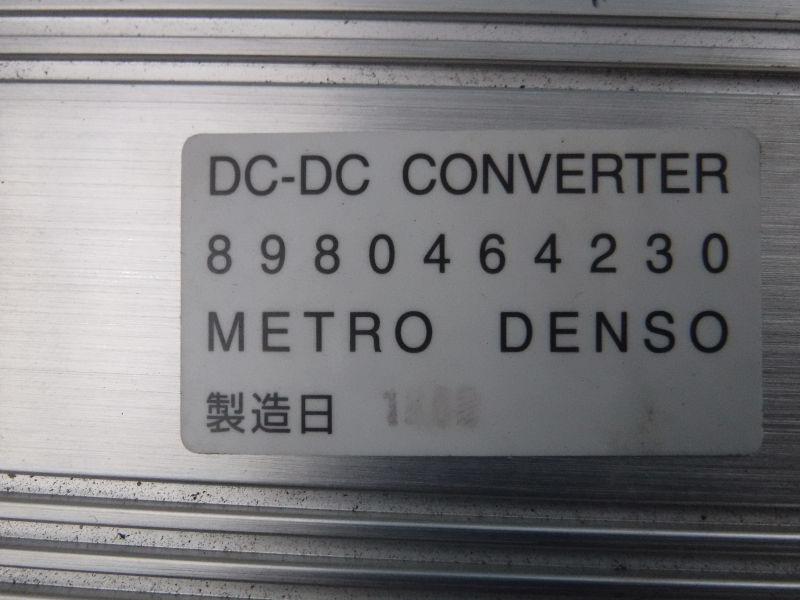 DC-DC CONVERTER
8980464230
METRO DENSO
製造日